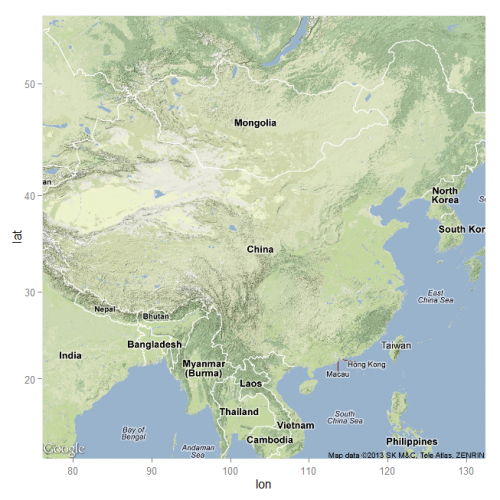 50
Mongolia
an
40
North
Korea
S
South Kor
lat
China
East
China Sea
30
Nepal
Bhutan
Bangladesh
Taiwan
India
Myanmar
(Burma)
Hong Kong
Macau
Laos
20
Thailand
South
China Sea
Vietnam
Bay of
Bengal
Cambodia
Philippines
Andaman
Sea
Google
Map data ©2013 SK M&C, Tele Atlas, ZENRIN
80
90
100
110
120
130
lon